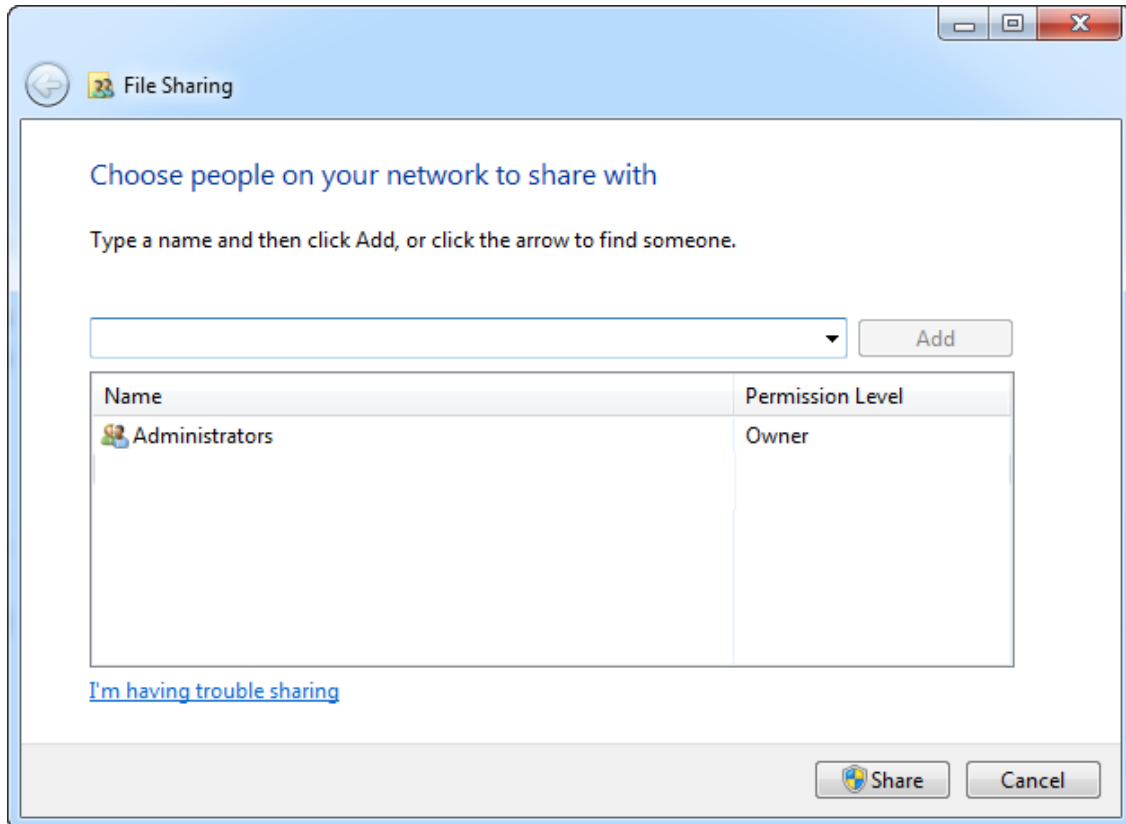 File Sharing
Choose people on your network to share with
Type a name and then click Add, or click the arrow to find someone.
Add
Name Permission Level
Administrators Owner
I'm having trouble sharing
Share Cancel